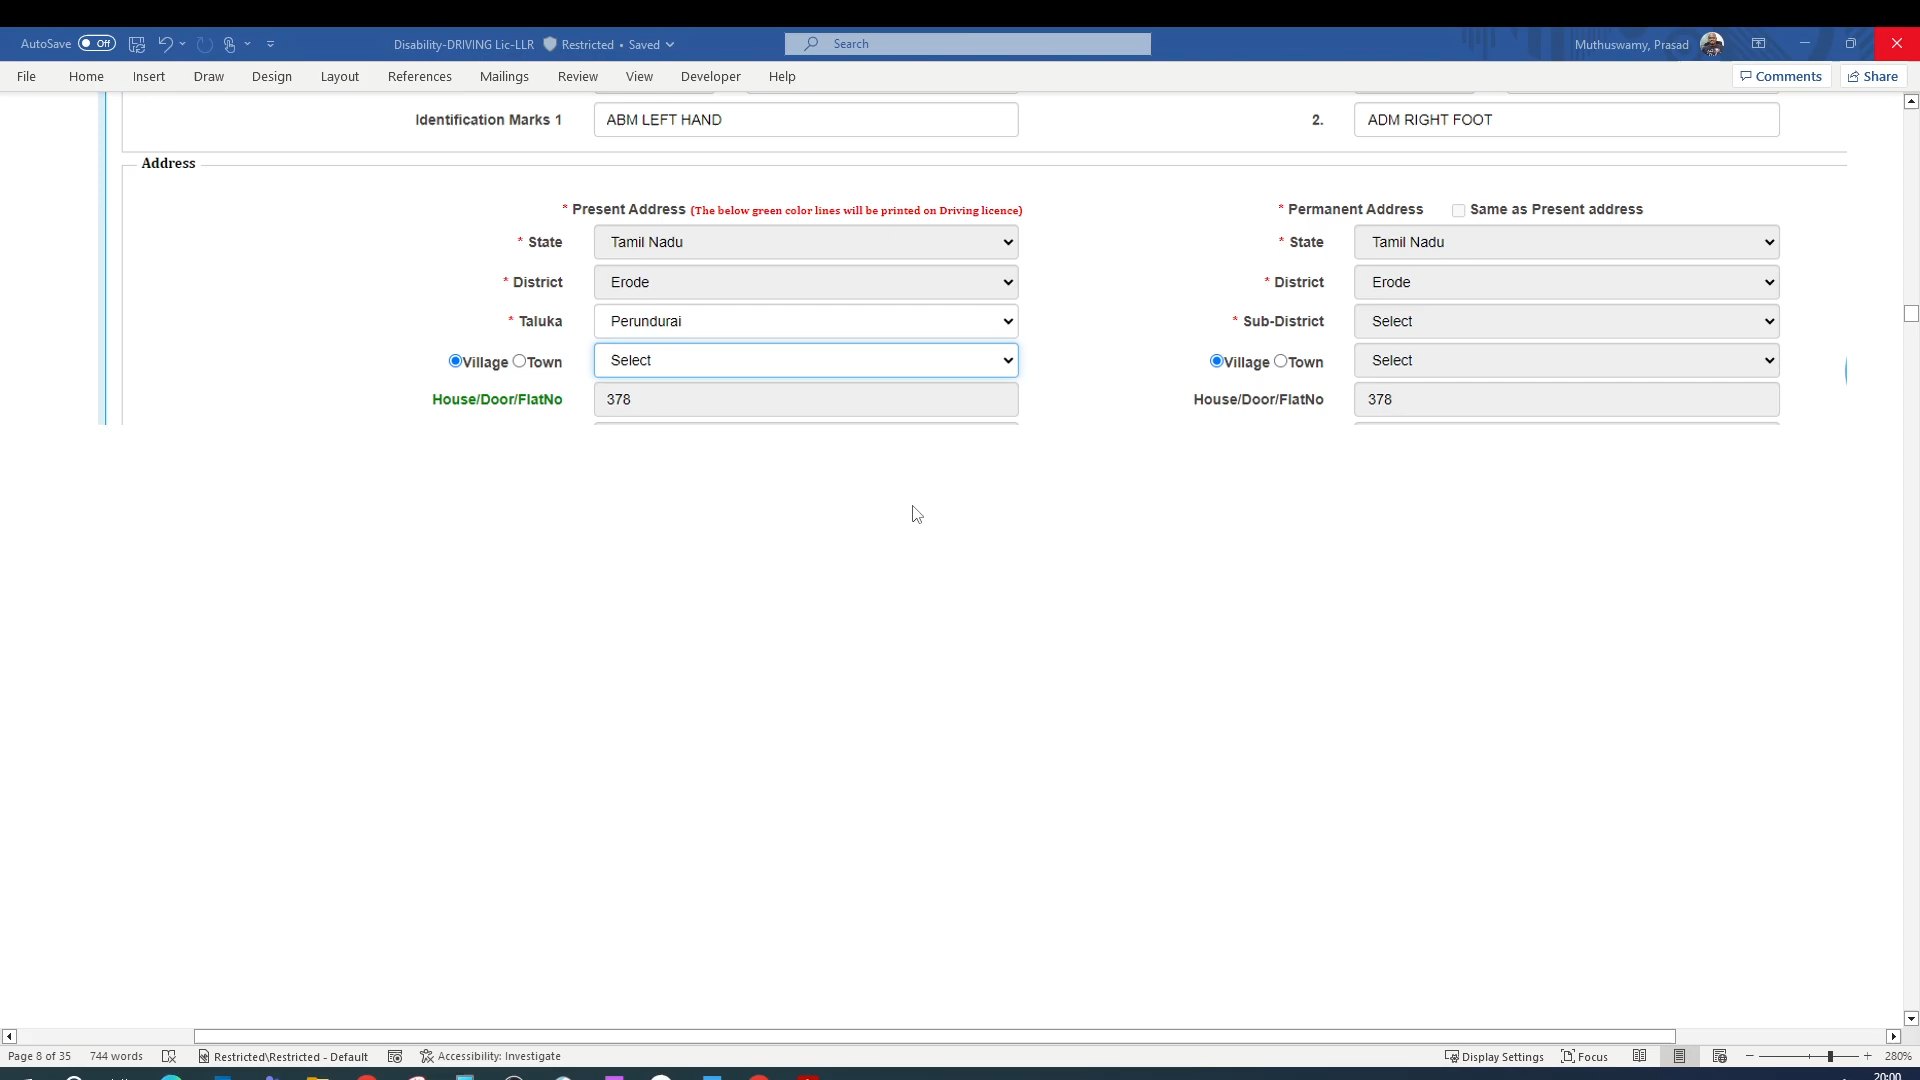 AutoSave Off Disability-DRIVING Lic-LLR Restricted • Saved Search Muthuswamy, Prasad
File Home Insert Draw Design Layout References Mailings Review View Developer Help Comments Share
Identification Marks 1 ABM LEFT HAND 2. ADM RIGHT FOOT
Address
* Present Address (The below green color lines will be printed on Driving licence) * Permanent Address Same as Present address
* State Tamil Nadu * State Tamil Nadu
* District Erode * District Erode
* Taluka Perundurai * Sub-District Select
Village Town Select Village Town Select
House/Door/FlatNo 378 House/Door/FlatNo 378
Page 8 of 35 744 words Restricted\Restricted - Default Accessibility: Investigate Display Settings Focus 280%
20:00